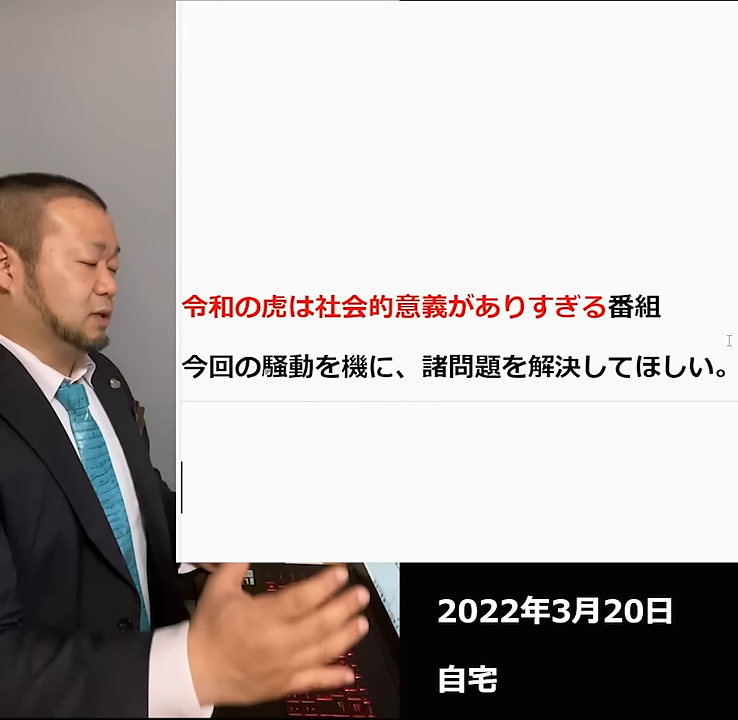 令和の虎は社会的意義がありすぎる番組
今回の騒動を機に、諸問題を解決してほしい。
2022年3月20日
自宅